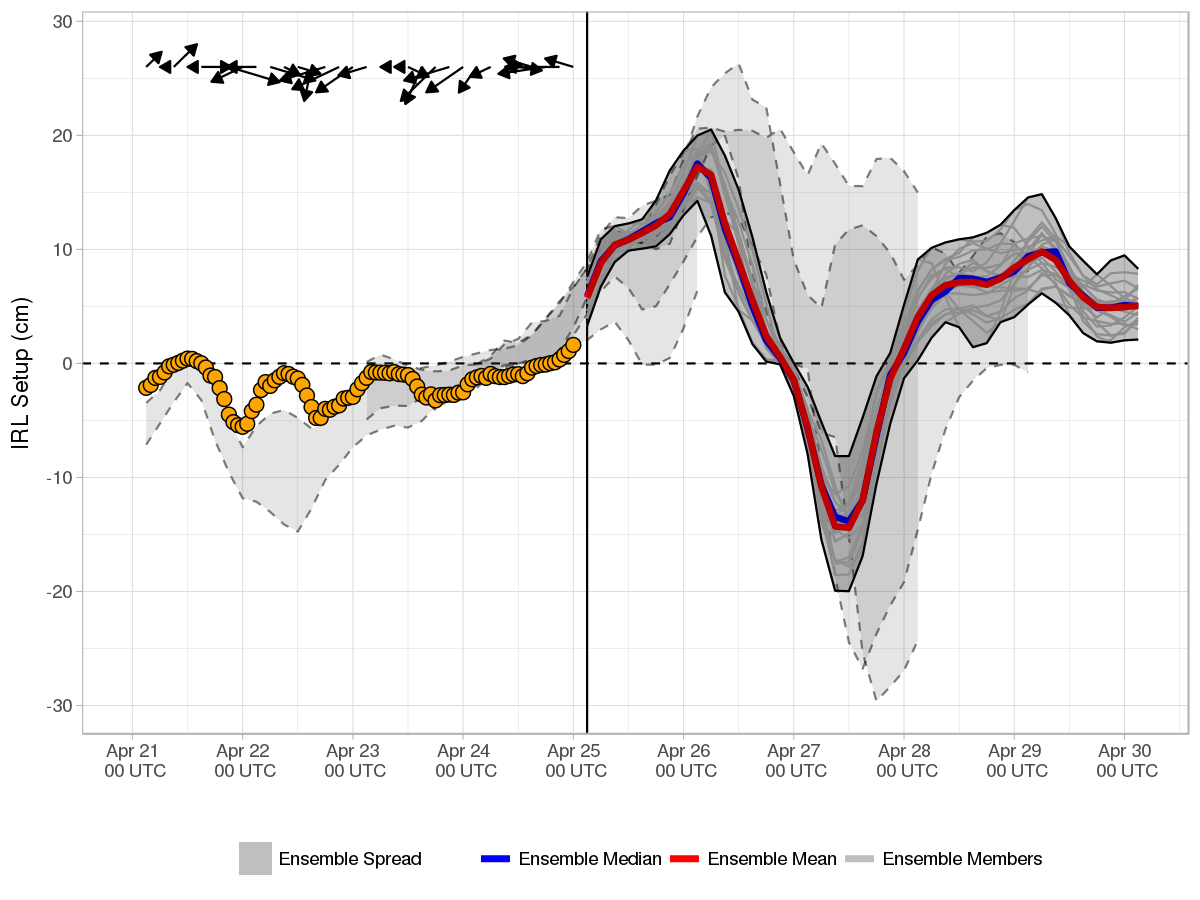 IRL Setup (cm)
30
20
10
0
-10
-20
-30
Apr 21
00 UTC
Apr 22
00 UTC
Apr 23
00 UTC
Apr 24
00 UTC
Apr 25
00 UTC
Apr 26
00 UTC
Apr 27
00 UTC
Apr 28
00 UTC
Apr 29
00 UTC
Apr 30
00 UTC
Ensemble Spread
Ensemble Median
Ensemble Mean
Ensemble Members